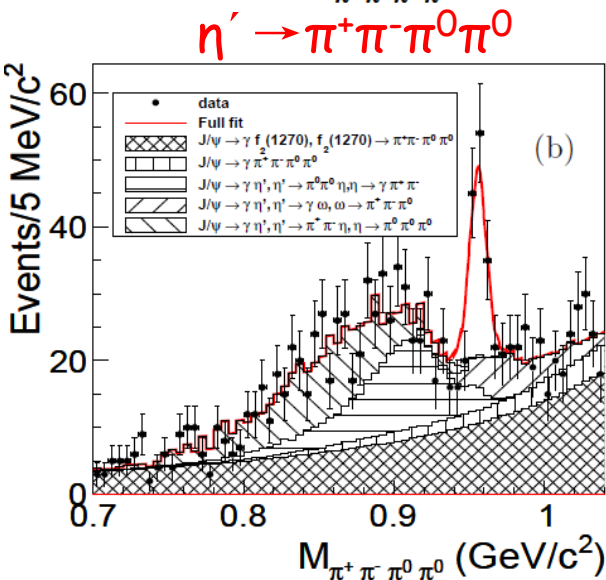 η′ → π⁺π⁻π⁰π⁰
Events/5 MeV/c²
60
40
20
0
data
Full fit
J/ψ → γ f₂(1270), f₂(1270) → π⁺π⁻π⁰π⁰
J/ψ → γ π⁺π⁻π⁰π⁰
J/ψ → γ η', η' → π⁰π⁰η, η → γ π⁺π⁻
J/ψ → γ η', η' → γ ω, ω → π⁺π⁻π⁰
J/ψ → γ η', η' → π⁺π⁻η, η → π⁰π⁰π⁰
(b)
0.7 0.8 0.9 1
M_π⁺π⁻π⁰π⁰ (GeV/c²)